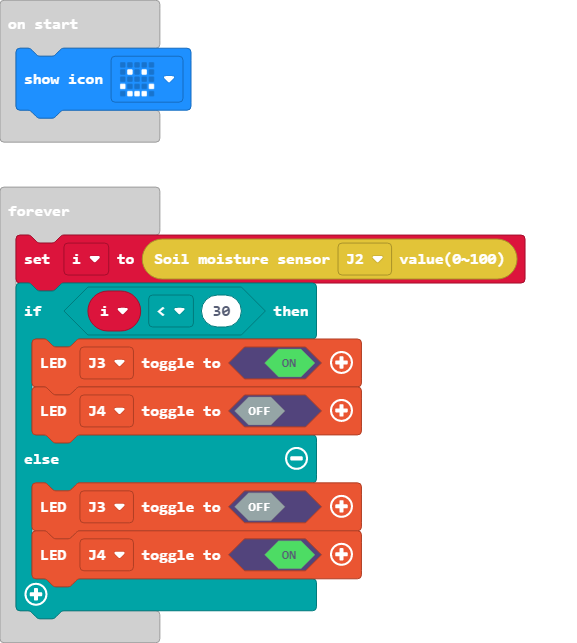 on start
show icon
forever
set i to Soil moisture sensor J2 value(0~100)
if i < 30 then
LED J3 toggle to ON
LED J4 toggle to OFF
else
LED J3 toggle to OFF
LED J4 toggle to ON